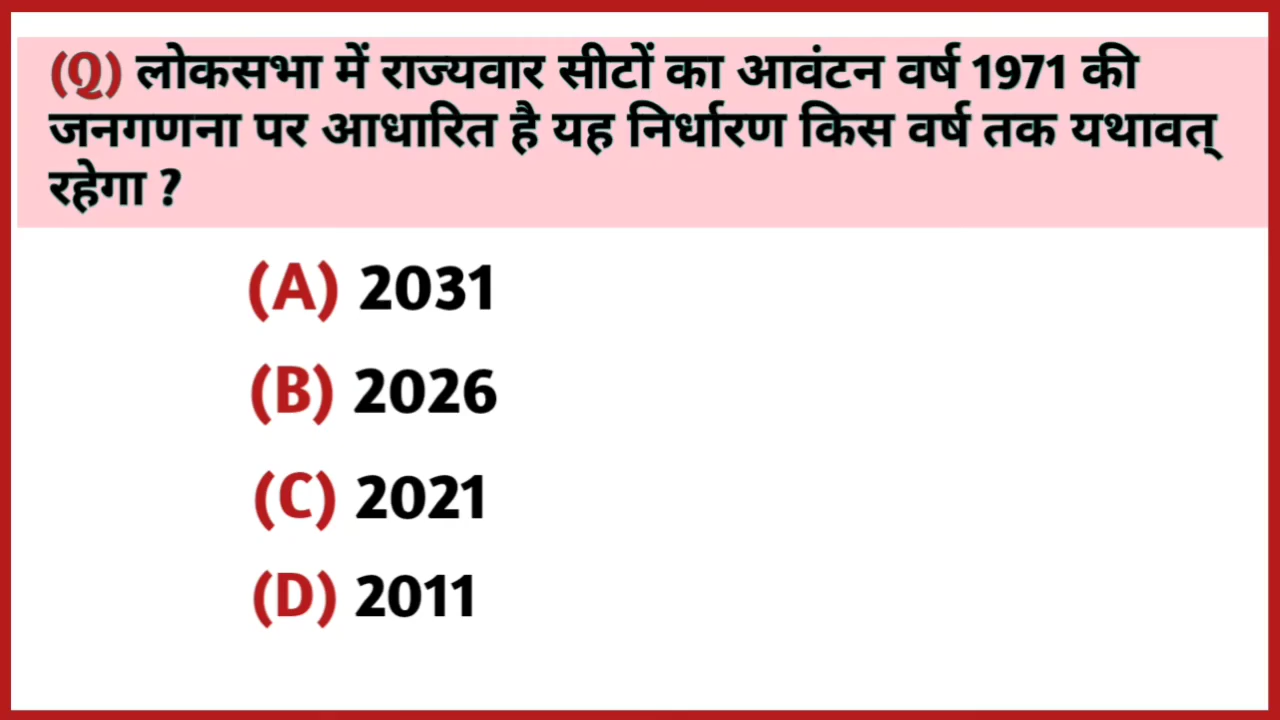 (Q) लोकसभा में राज्यवार सीटों का आवंटन वर्ष 1971 की
जनगणना पर आधारित है यह निर्धारण किस वर्ष तक यथावत्
रहेगा ?
(A) 2031
(B) 2026
(C) 2021
(D) 2011